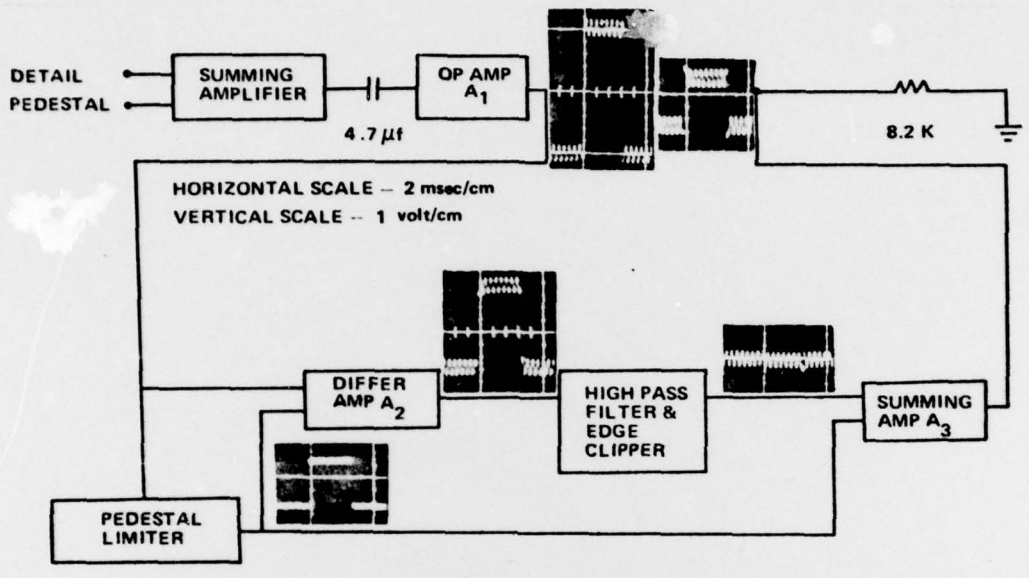 DETAIL
PEDESTAL
SUMMING
AMPLIFIER
4.7 μf
OP AMP
A1
8.2 K
HORIZONTAL SCALE – 2 msec/cm
VERTICAL SCALE – 1 volt/cm
DIFFER
AMP A2
HIGH PASS
FILTER &
EDGE
CLIPPER
SUMMING
AMP A3
PEDESTAL
LIMITER